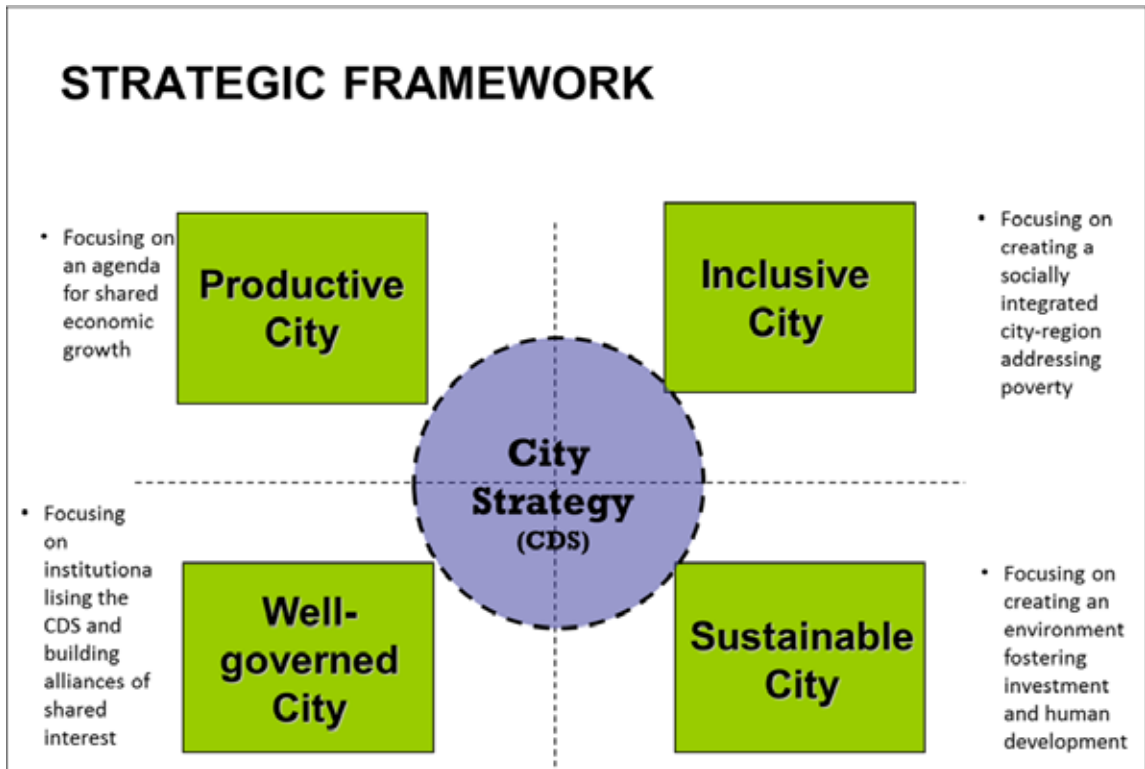 STRATEGIC FRAMEWORK
• Focusing on
an agenda
for shared
economic
growth
Productive
City
Inclusive
City
• Focusing on
creating a
socially
integrated
city-region
addressing
poverty
City
Strategy
(CDS)
• Focusing
on
institutiona
lising the
CDS and
building
alliances of
shared
interest
Well-
governed
City
Sustainable
City
• Focusing on
creating an
environment
fostering
investment
and human
development